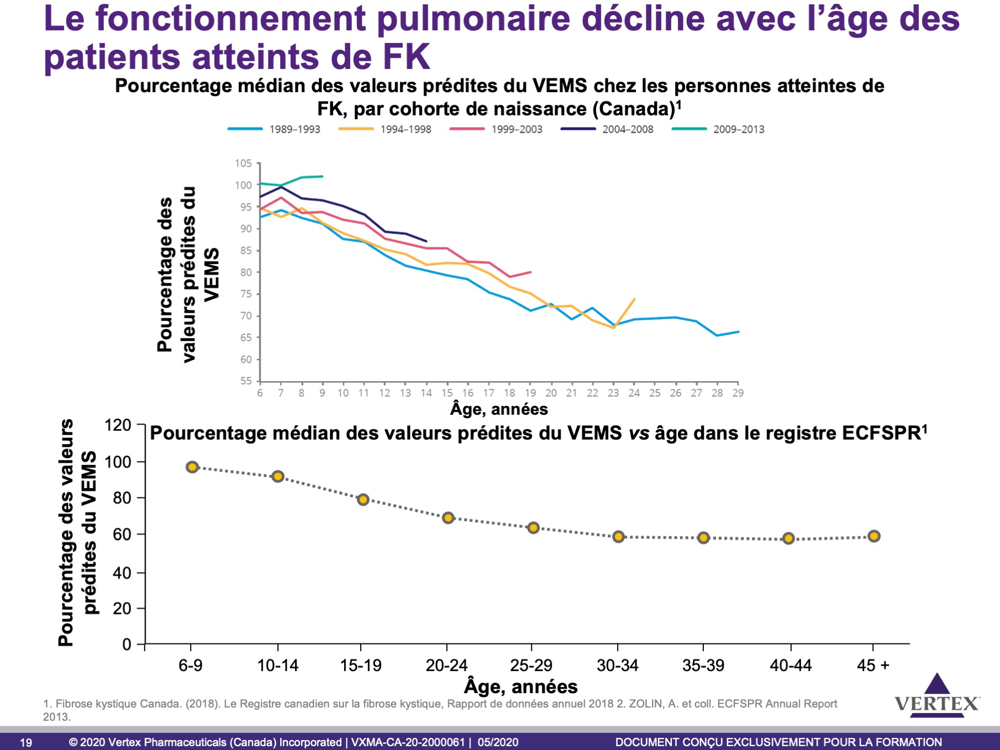 Le fonctionnement pulmonaire décline avec l’âge des
patients atteints de FK
Pourcentage médian des valeurs prédites du VEMS chez les personnes atteintes de
FK, par cohorte de naissance (Canada)1
1989–1993 1994–1998 1999–2003 2004–2008 2009–2013
Pourcentage des
valeurs prédites du
VEMS
105
100
95
90
85
80
75
70
65
60
55
6 7 8 9 10 11 12 13 14 15 16 17 18 19 20 21 22 23 24 25 26 27 28 29
Âge, années
Pourcentage médian des valeurs prédites du VEMS vs âge dans le registre ECFSPR1
Pourcentage des valeurs
prédites du VEMS
120
100
80
60
40
20
0
6-9 10-14 15-19 20-24 25-29 30-34 35-39 40-44 45 +
Âge, années
1. Fibrose kystique Canada. (2018). Le Registre canadien sur la fibrose kystique, Rapport de données annuel 2018 2. ZOLIN, A. et coll. ECFSPR Annual Report
2013.
VERTEX
19 © 2020 Vertex Pharmaceuticals (Canada) Incorporated | VXMA-CA-20-2000061 | 05/2020 DOCUMENT CONÇU EXCLUSIVEMENT POUR LA FORMATION